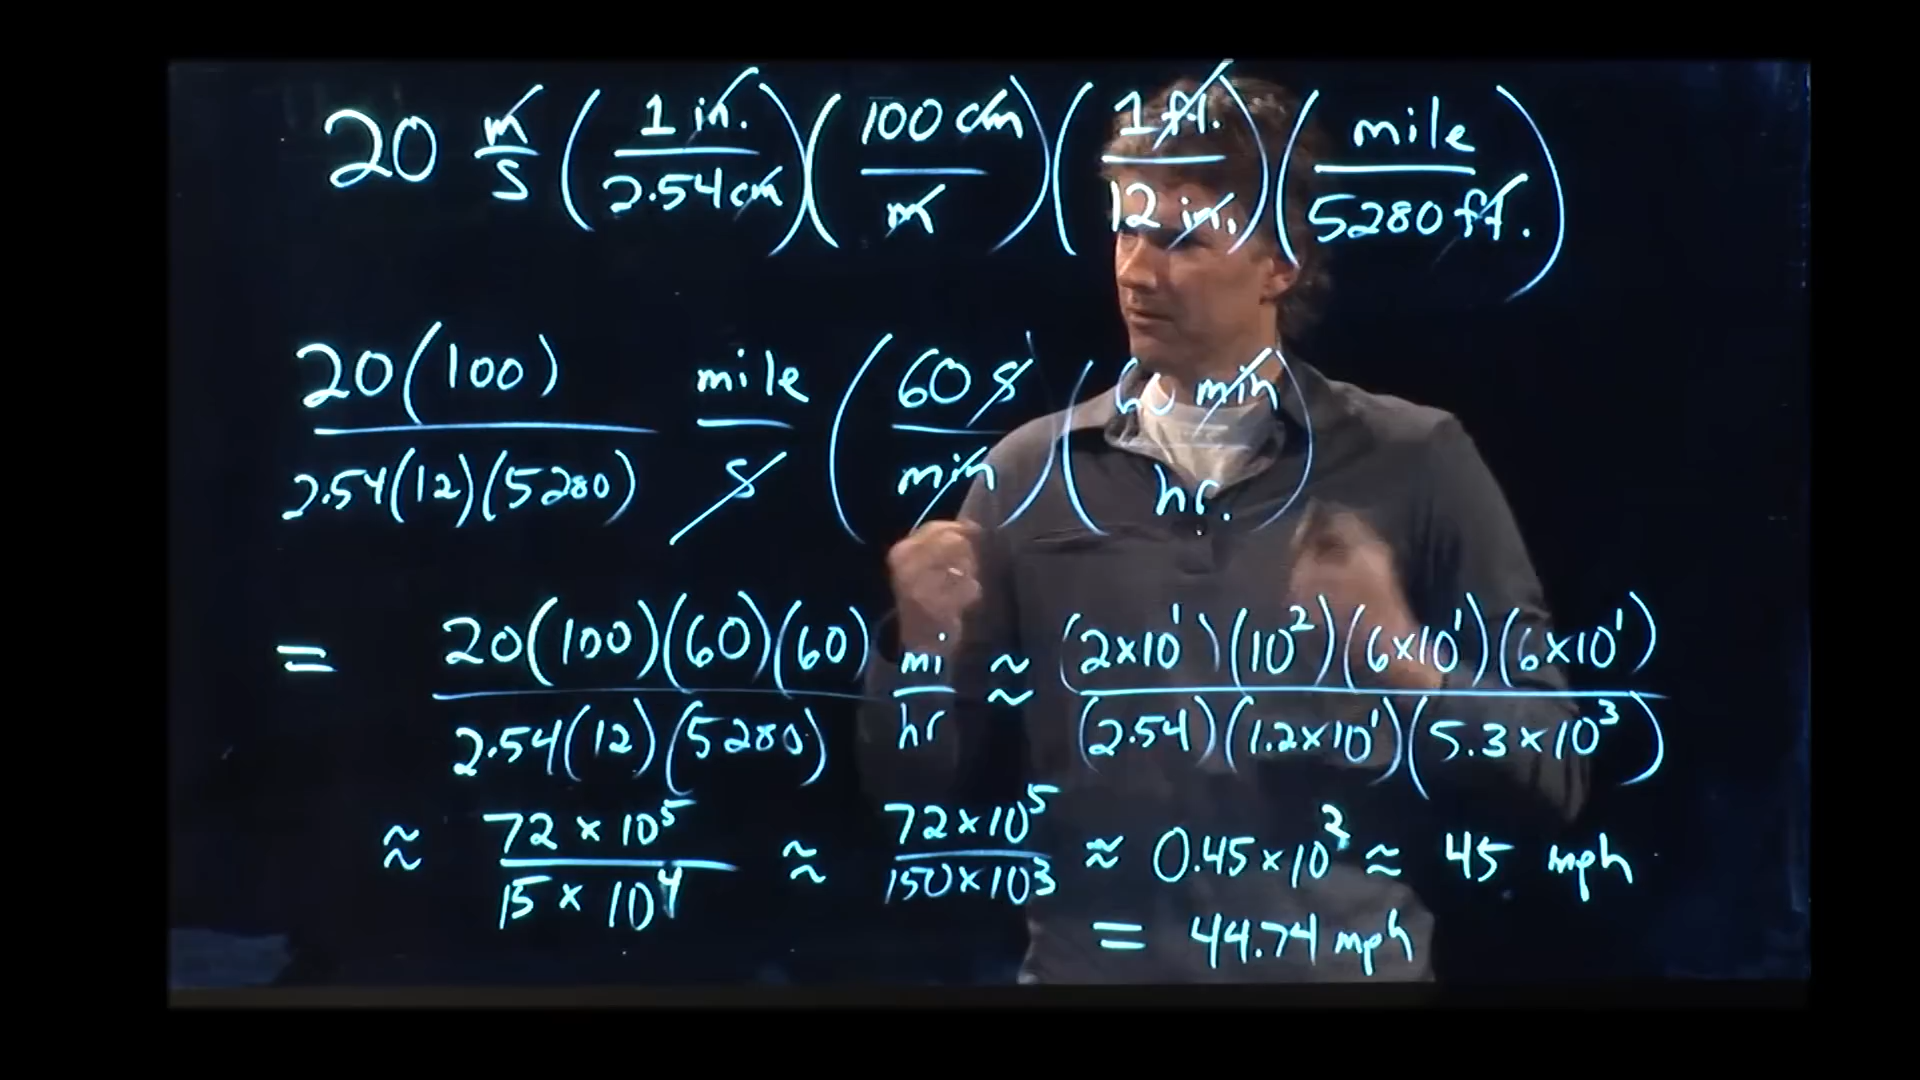 20 m/s (1 in./2.54 cm)(100 cm/m)(1 ft./12 in.)(mile/5280 ft.)
20(100)/2.54(12)(5280) mile/s (60 s/min)(60 min/hr.)
= 20(100)(60)(60)/2.54(12)(5280) mi/hr ≈ (2×10¹)(10²)(6×10¹)(6×10¹)/(2.54)(1.2×10¹)(5.3×10³)
≈ 72×10⁵/15×10⁴ ≈ 72×10⁵/150×10³ ≈ 0.45×10² ≈ 45 mph
= 44.74 mph